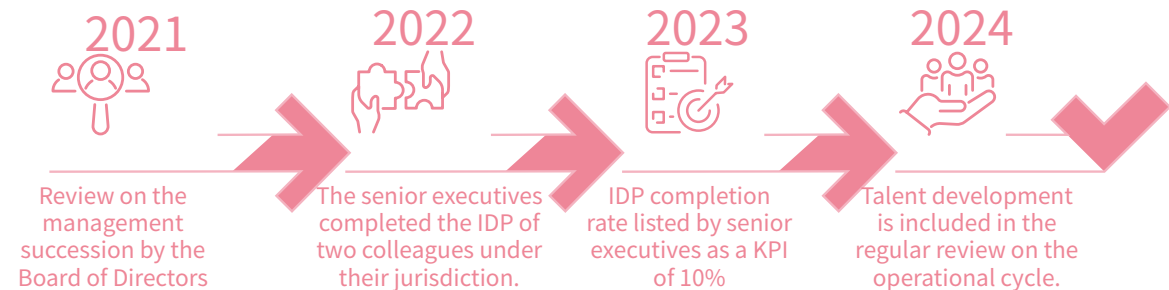 2021
Review on the
management
succession by the
Board of Directors
2022
The senior executives
completed the IDP of
two colleagues under
their jurisdiction.
2023
IDP completion
rate listed by senior
executives as a KPI
of 10%
2024
Talent development
is included in the
regular review on the
operational cycle.